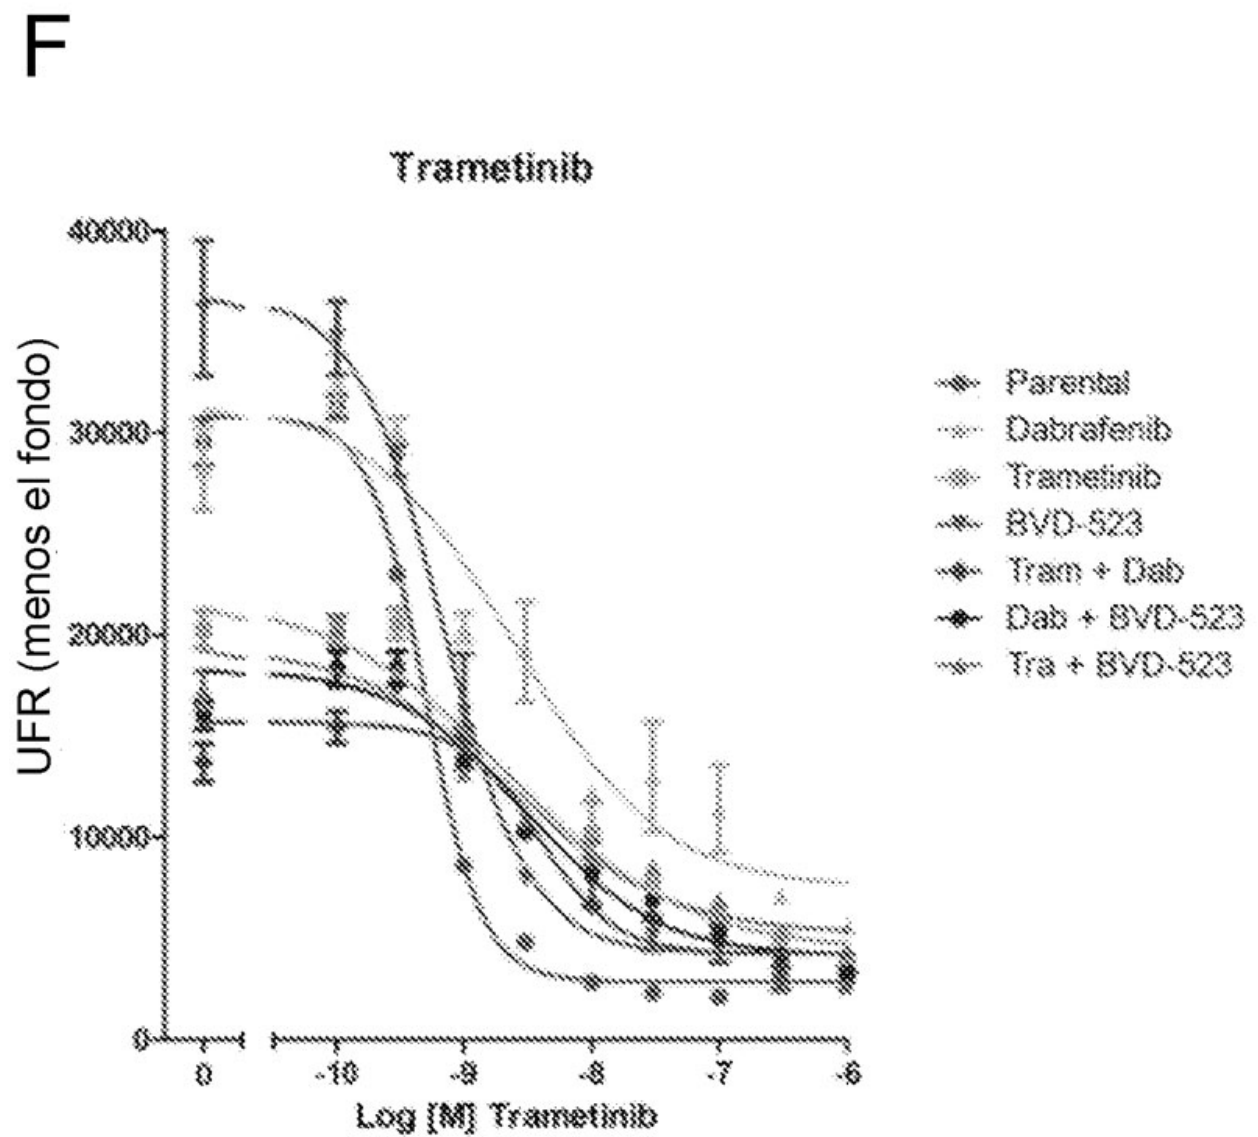 F
Trametinib
UFR (menos el fondo)
40000
30000
20000
10000
0
0 -10 -9 -8 -7 -6
Log [M] Trametinib
Parental
Dabrafenib
Trametinib
BVD-523
Tram + Dab
Dab + BVD-523
Tra + BVD-523